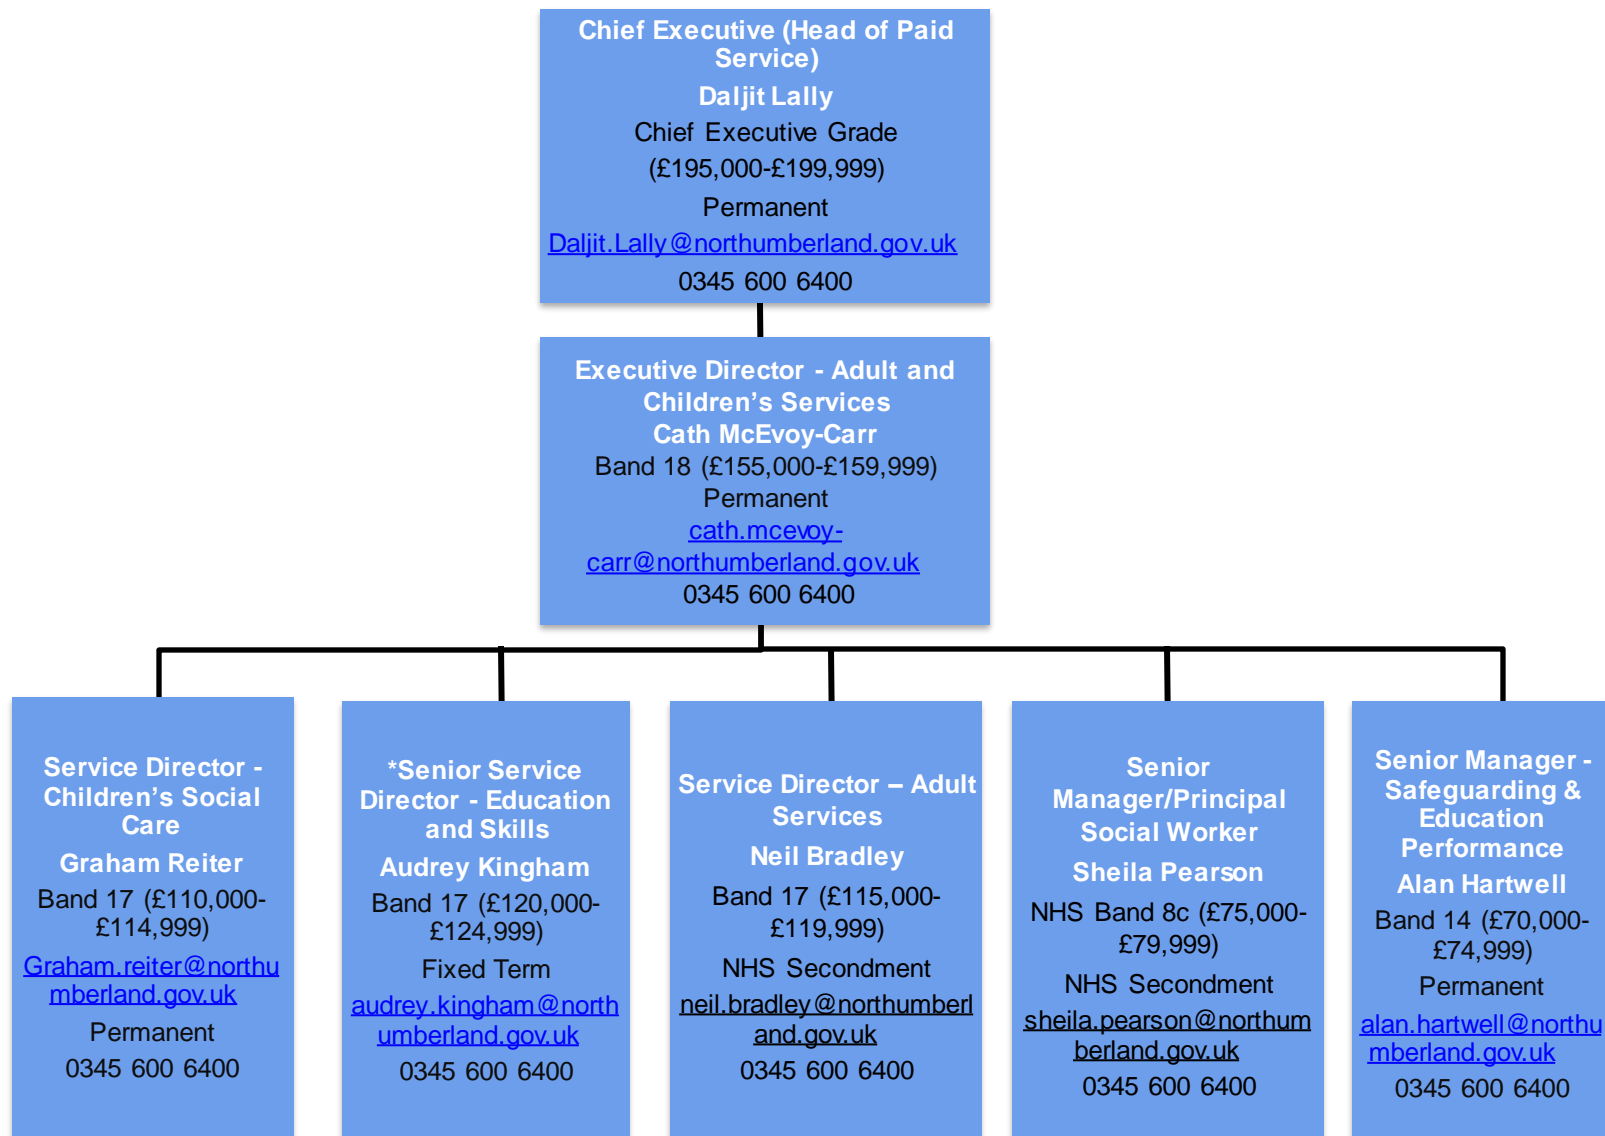 Chief Executive (Head of Paid
Service)
Daljit Lally
Chief Executive Grade
(£195,000-£199,999)
Permanent
Daljit.Lally@northumberland.gov.uk
0345 600 6400
Executive Director - Adult and
Children’s Services
Cath McEvoy-Carr
Band 18 (£155,000-£159,999)
Permanent
cath.mcevoy-
carr@northumberland.gov.uk
0345 600 6400
Service Director -
Children’s Social
Care
Graham Reiter
Band 17 (£110,000-
£114,999)
Graham.reiter@northu
mberland.gov.uk
Permanent
0345 600 6400
*Senior Service
Director - Education
and Skills
Audrey Kingham
Band 17 (£120,000-
£124,999)
Fixed Term
audrey.kingham@north
umberland.gov.uk
0345 600 6400
Service Director – Adult
Services
Neil Bradley
Band 17 (£115,000-
£119,999)
NHS Secondment
neil.bradley@northumberl
and.gov.uk
0345 600 6400
Senior
Manager/Principal
Social Worker
Sheila Pearson
NHS Band 8c (£75,000-
£79,999)
NHS Secondment
sheila.pearson@northum
berland.gov.uk
0345 600 6400
Senior Manager -
Safeguarding &
Education
Performance
Alan Hartwell
Band 14 (£70,000-
£74,999)
Permanent
alan.hartwell@northu
mberland.gov.uk
0345 600 6400